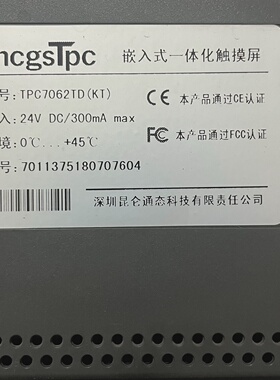 mcgsTpc 嵌入式一体化触摸屏
号: TPC7062TD(KT)
CE 本产品通过CE认证
入: 24V DC/300mA max
境: 0℃... +45℃
FC 本产品通过FCC认证
号: 7011375180707604
深圳昆仑通态科技有限责任公司